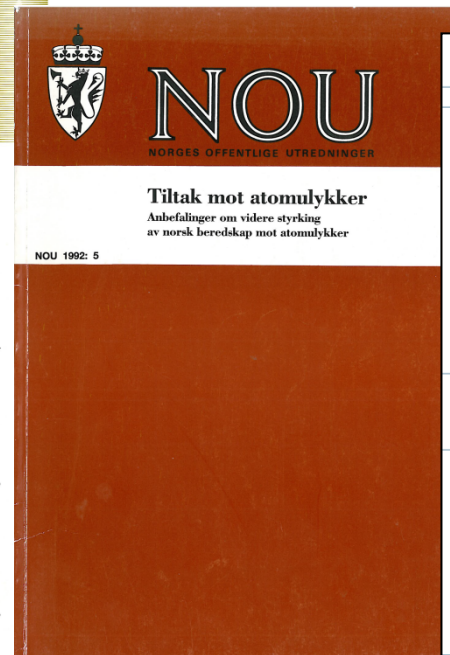 NOU
NORGES OFFENTLIGE UTREDNINGER
Tiltak mot atomulykker
Anbefalinger om videre styrking
av norsk beredskap mot atomulykker
NOU 1992: 5